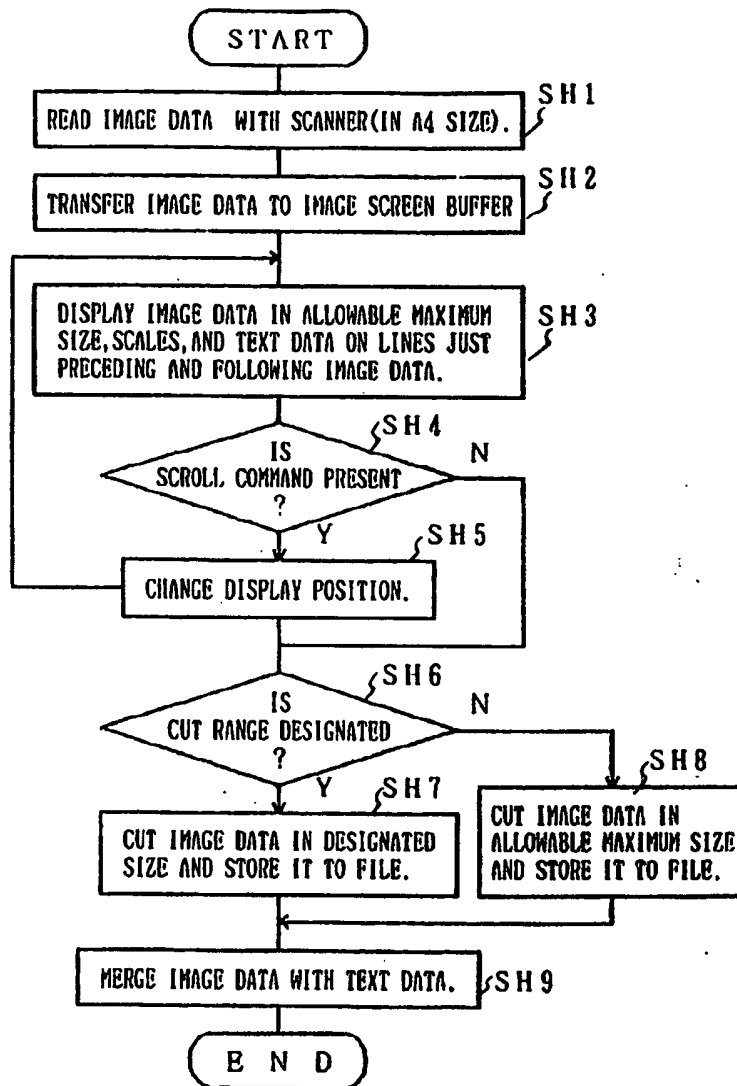 START
SH1
READ IMAGE DATA WITH SCANNER(IN A4 SIZE).
SH2
TRANSFER IMAGE DATA TO IMAGE SCREEN BUFFER
DISPLAY IMAGE DATA IN ALLOWABLE MAXIMUM
SIZE,SCALES,AND TEXT DATA ON LINES JUST
PRECEDING AND FOLLOWING IMAGE DATA.
SH3
SH4
IS
SCROLL COMMAND PRESENT
?
N
Y
SH5
CHANGE DISPLAY POSITION.
SH6
IS
CUT RANGE DESIGNATED
?
N
Y
SH7
CUT IMAGE DATA IN DESIGNATED
SIZE AND STORE IT TO FILE.
SH8
CUT IMAGE DATA IN
ALLOWABLE MAXIMUM SIZE
AND STORE IT TO FILE.
MERGE IMAGE DATA WITH TEXT DATA.
SH9
END